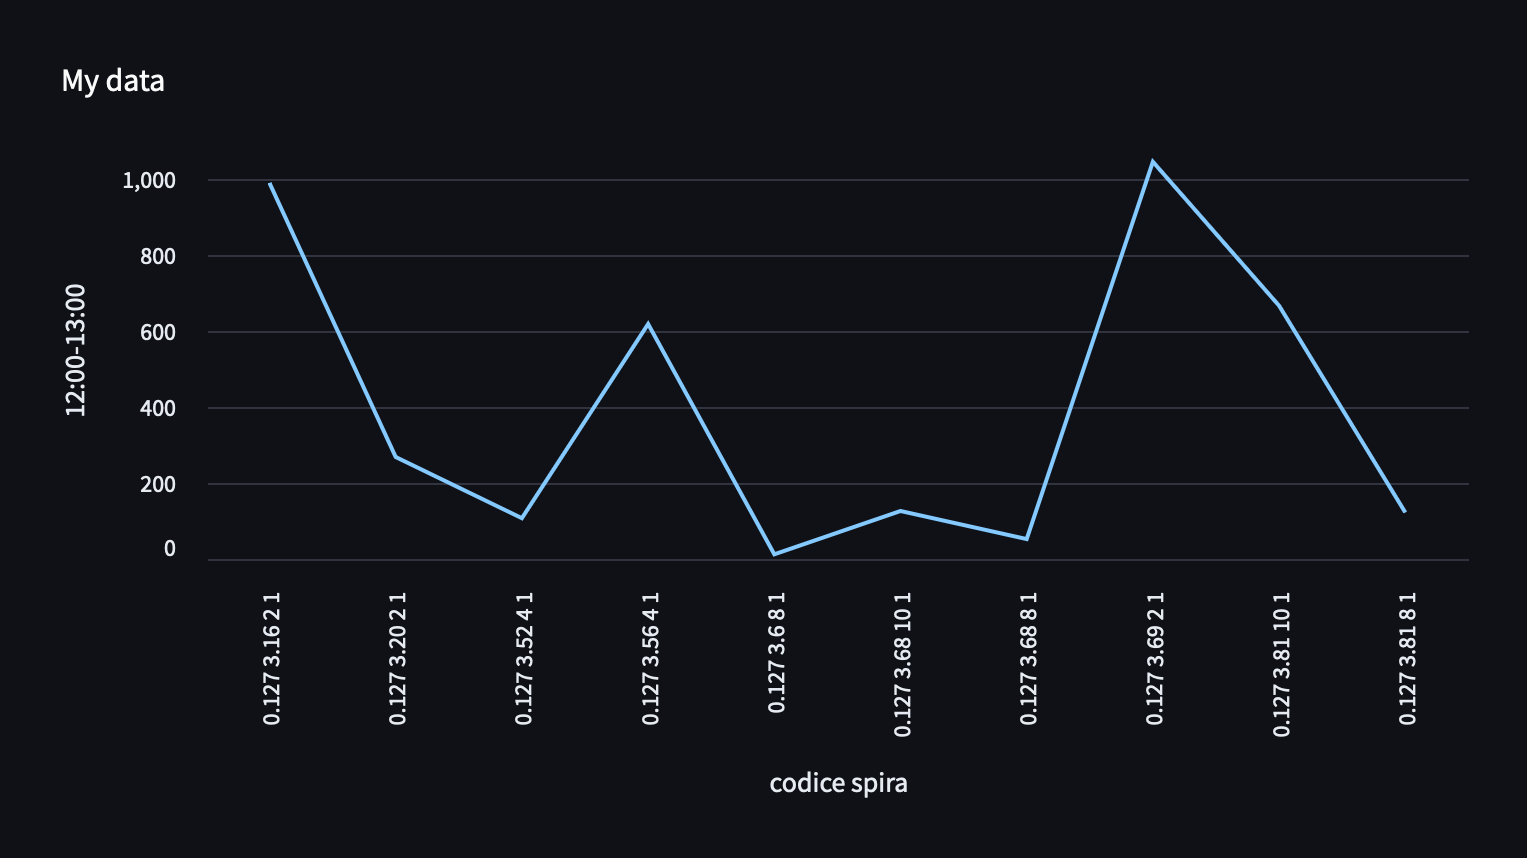 My data
1,000
800
600
400
200
0
12:00-13:00
0.127 3.16 2 1
0.127 3.20 2 1
0.127 3.52 4 1
0.127 3.56 4 1
0.127 3.6 8 1
0.127 3.68 10 1
0.127 3.68 8 1
0.127 3.69 2 1
0.127 3.81 10 1
0.127 3.81 8 1
codice spira